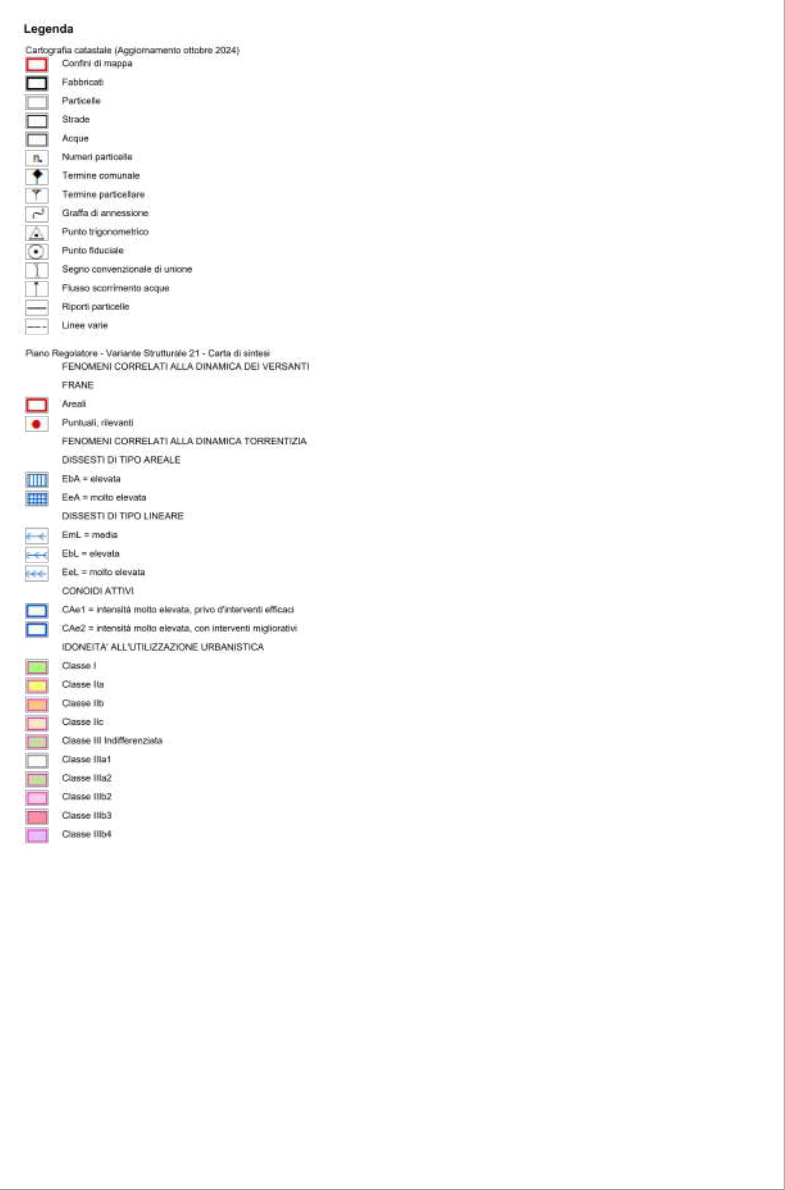 Legenda
Cartografia catastale (Aggiornamento ottobre 2024)
Confini di mappa
Fabbricati
Particelle
Strade
Acque
n. Numeri particelle
Termine comunale
Termine particellare
Graffa di annessione
Punto trigonometrico
Punto fiduciale
Segno convenzionale di unione
Flusso scorrimento acque
Riporti particelle
Linee varie
Piano Regolatore - Variante Strutturale 21 - Carta di sintesi
FENOMENI CORRELATI ALLA DINAMICA DEI VERSANTI
FRANE
Areali
Puntuali, rilevanti
FENOMENI CORRELATI ALLA DINAMICA TORRENTIZIA
DISSESTI DI TIPO AREALE
EbA = elevata
EeA = molto elevata
DISSESTI DI TIPO LINEARE
EmL = media
EbL = elevata
EeL = molto elevata
CONOIDI ATTIVI
CAe1 = intensità molto elevata, privo d'interventi efficaci
CAe2 = intensità molto elevata, con interventi migliorativi
IDONEITA' ALL'UTILIZZAZIONE URBANISTICA
Classe I
Classe IIa
Classe IIb
Classe IIc
Classe III Indifferenziata
Classe IIIa1
Classe IIIa2
Classe IIIb2
Classe IIIb3
Classe IIIb4